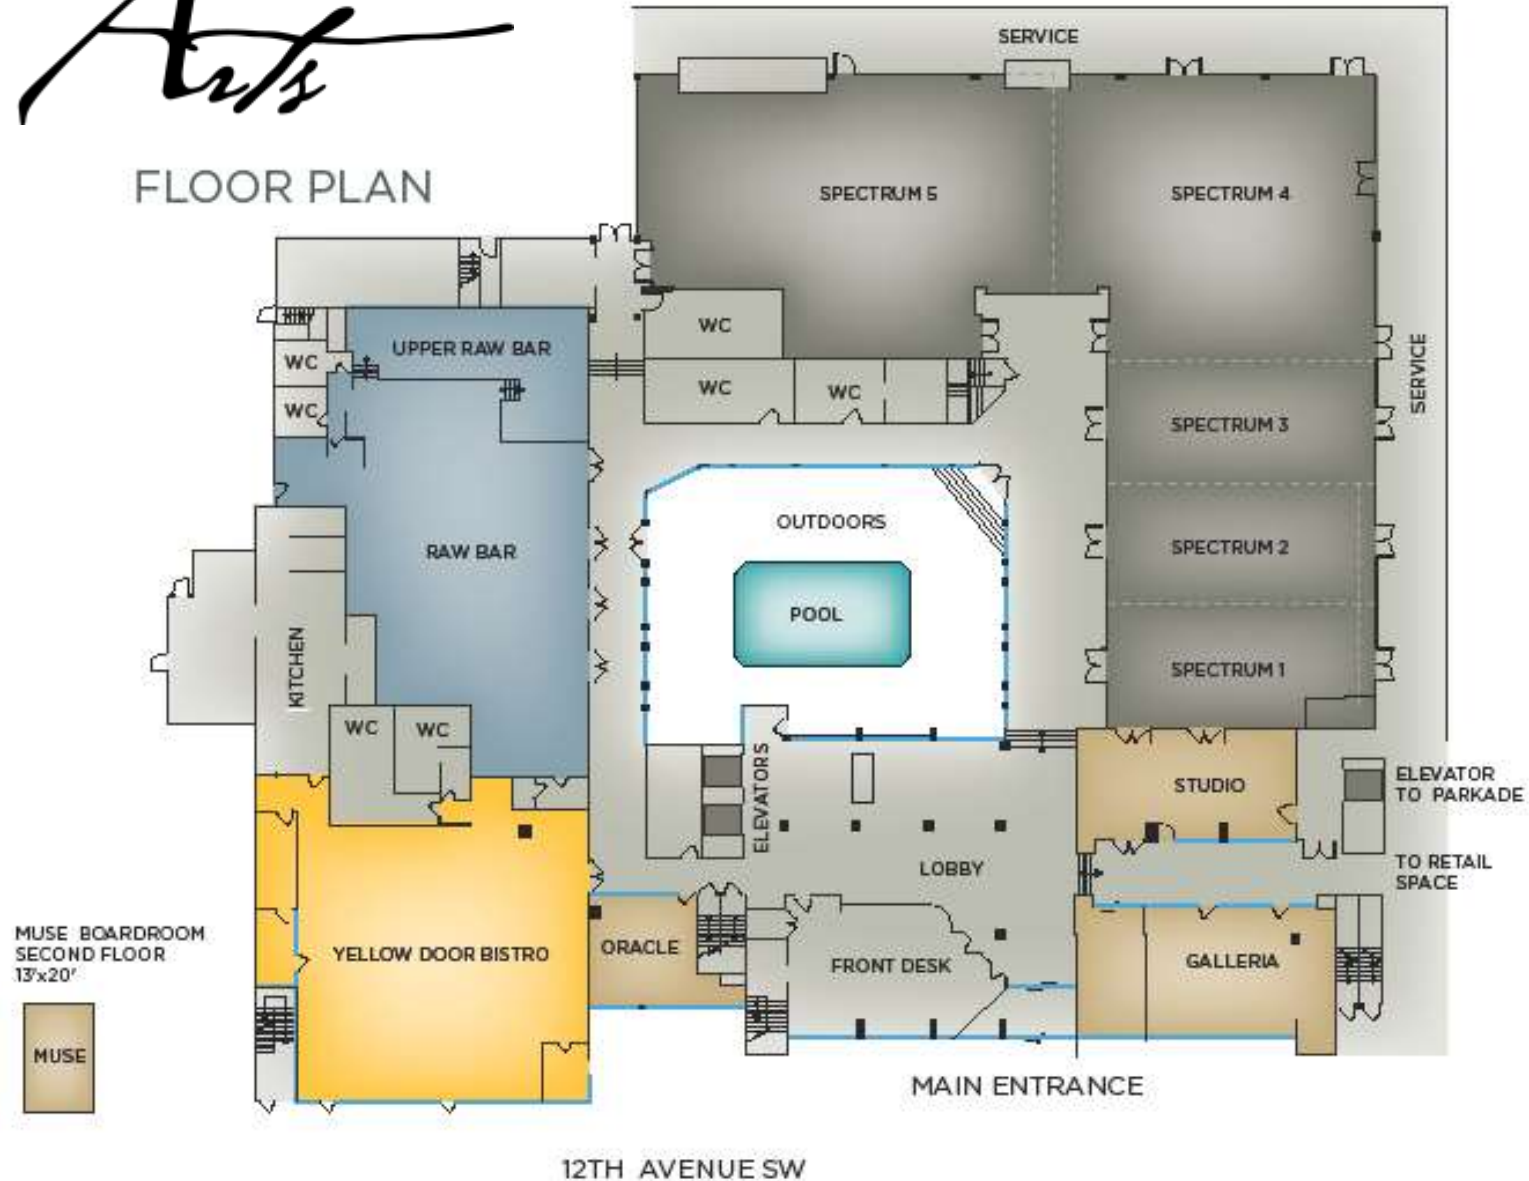 Arts
FLOOR PLAN
SERVICE
SPECTRUM 5
SPECTRUM 4
WC
UPPER RAW BAR
WC
WC
WC
WC
SERVICE
SPECTRUM 3
OUTDOORS
RAW BAR
SPECTRUM 2
POOL
KITCHEN
SPECTRUM 1
WC
WC
ELEVATORS
STUDIO
ELEVATOR
TO PARKADE
LOBBY
TO RETAIL
SPACE
MUSE BOARDROOM
SECOND FLOOR
13'x20'
YELLOW DOOR BISTRO
ORACLE
FRONT DESK
GALLERIA
MUSE
MAIN ENTRANCE
12TH AVENUE SW